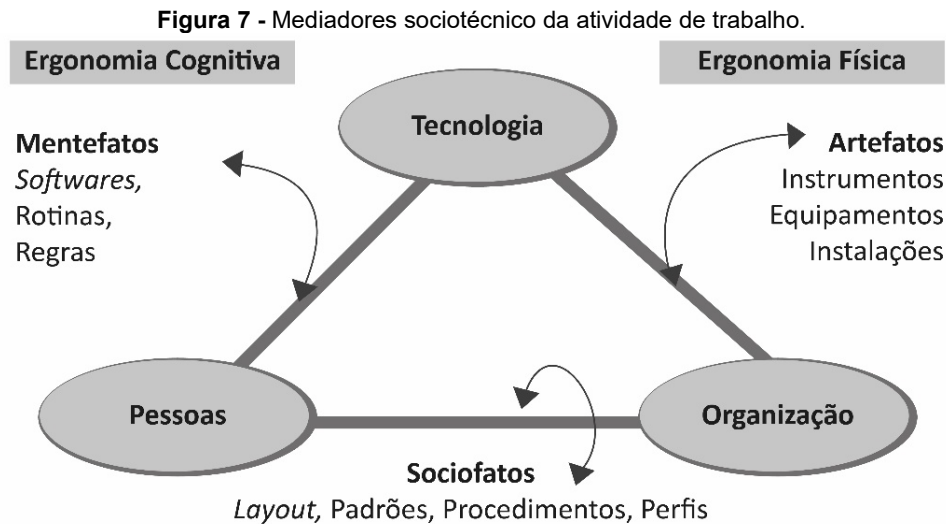 Figura 7 - Mediadores sociotécnico da atividade de trabalho.
Ergonomia Cognitiva
Ergonomia Física
Tecnologia
Mentefatos
Softwares,
Rotinas,
Regras
Artefatos
Instrumentos
Equipamentos
Instalações
Pessoas
Organização
Sociofatos
Layout, Padrões, Procedimentos, Perfis